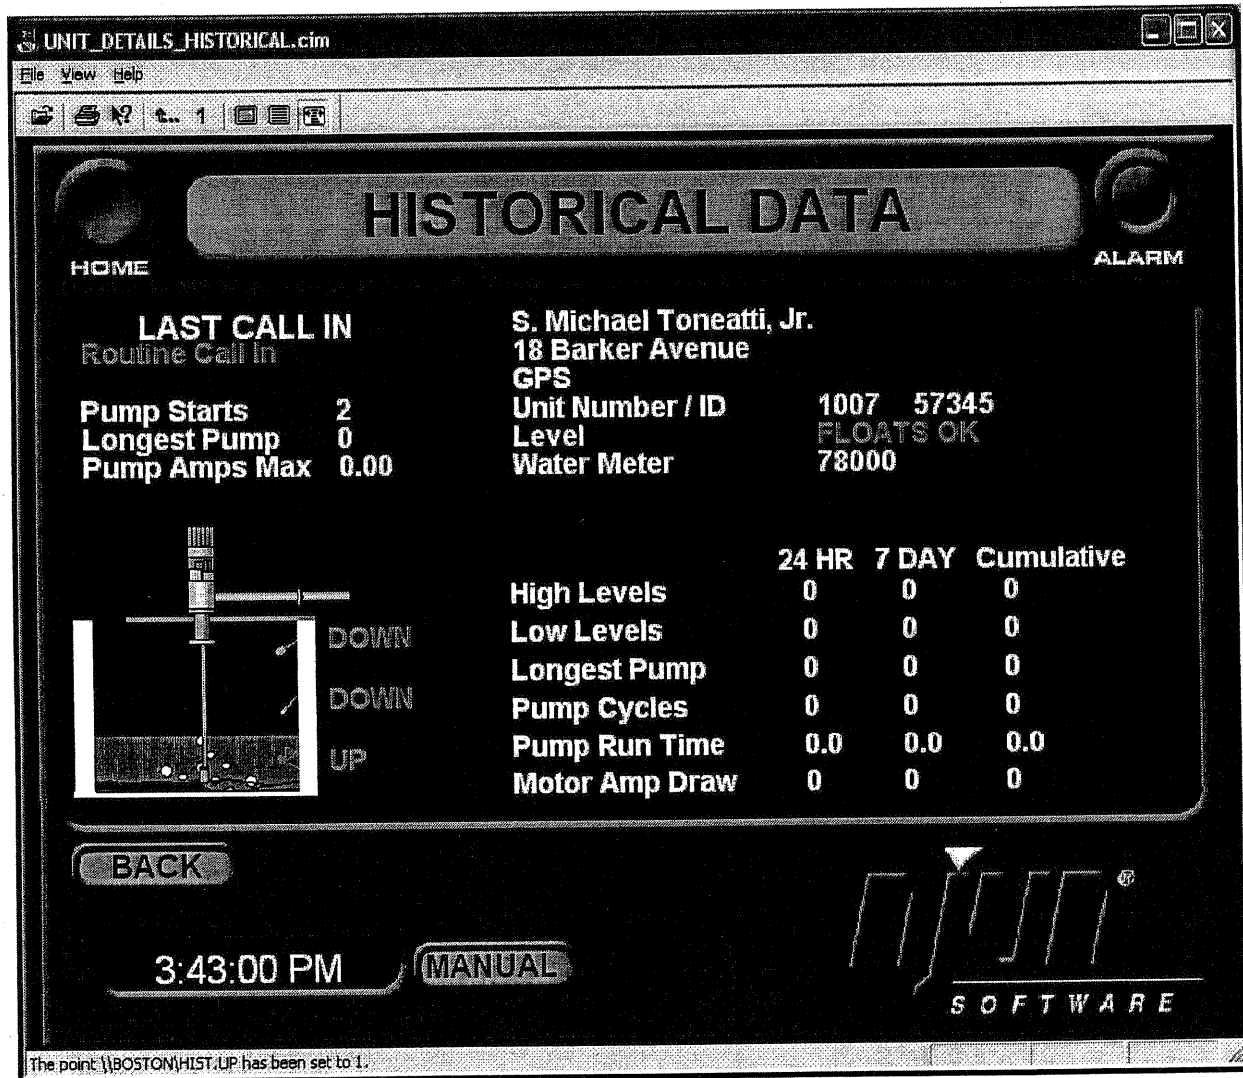 UNIT_DETAILS_HISTORICAL.cim
File View Help
1
HISTORICAL DATA
HOME
ALARM
LAST CALL IN
Routine Call In
Pump Starts 2
Longest Pump 0
Pump Amps Max 0.00
S. Michael Toneatti, Jr.
18 Barker Avenue
GPS
Unit Number / ID 1007 57345
Level FLOATS OK
Water Meter 78000
24 HR 7 DAY Cumulative
High Levels 0 0 0
Low Levels 0 0 0
Longest Pump 0 0 0
Pump Cycles 0 0 0
Pump Run Time 0.0 0.0 0.0
Motor Amp Draw 0 0 0
DOWN
DOWN
UP
BACK
3:43:00 PM
MANUAL
®
SOFTWARE
The point \\BOSTON\HIST.UP has been set to 1.